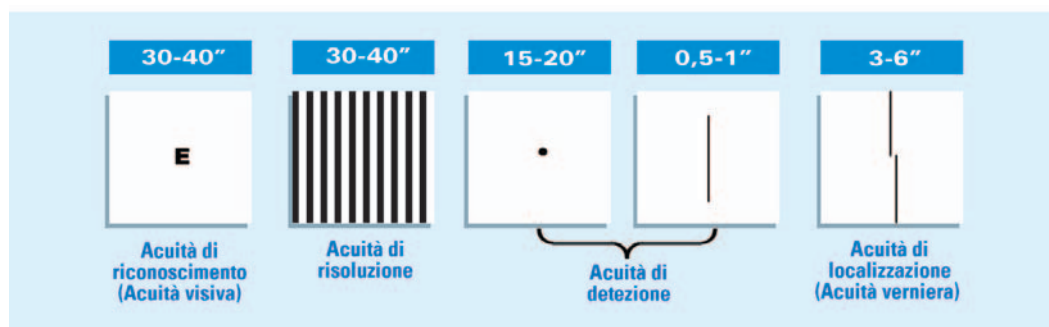 30-40″
30-40″
15-20″
0,5-1″
3-6″
E
Acuità di
riconoscimento
(Acuità visiva)
Acuità di
risoluzione
Acuità di
detezione
Acuità di
localizzazione
(Acuità verniera)